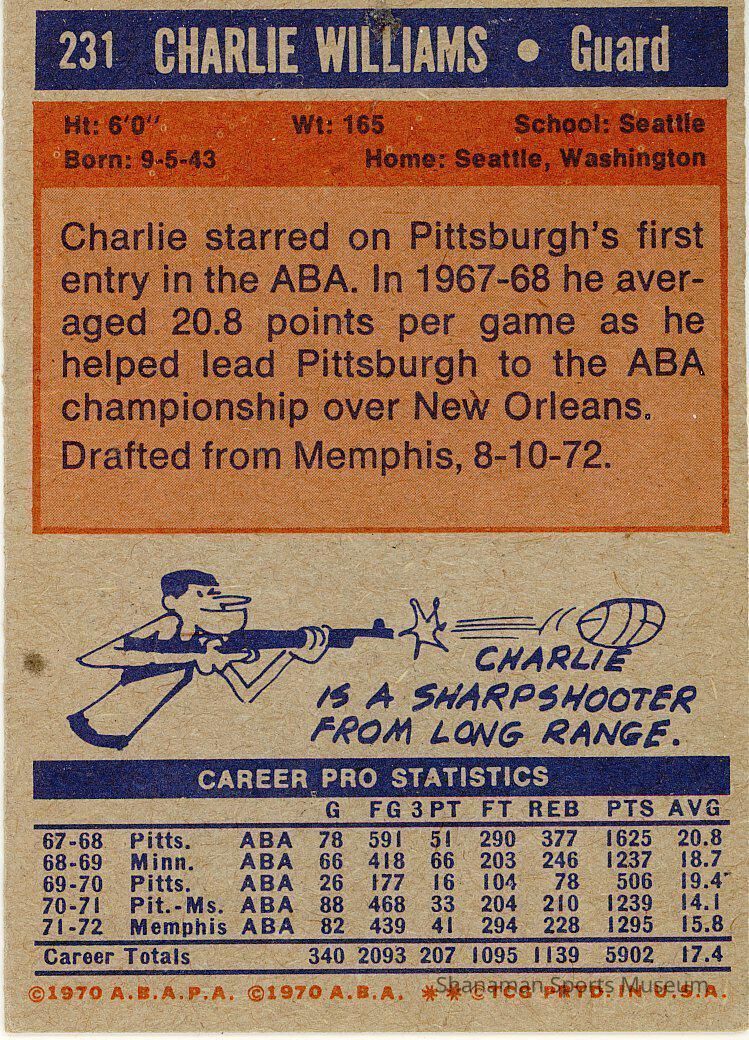 231 CHARLIE WILLIAMS • Guard
Ht: 6'0" Wt: 165 School: Seattle
Born: 9-5-43 Home: Seattle, Washington
Charlie starred on Pittsburgh's first
entry in the ABA. In 1967-68 he aver-
aged 20.8 points per game as he
helped lead Pittsburgh to the ABA
championship over New Orleans.
Drafted from Memphis, 8-10-72.
CHARLIE
IS A SHARPSHOOTER
FROM LONG RANGE.
CAREER PRO STATISTICS
G FG 3PT FT REB PTS AVG
67-68 Pitts. ABA 78 591 51 290 377 1625 20.8
68-69 Minn. ABA 66 418 66 203 246 1237 18.7
69-70 Pitts. ABA 26 177 16 104 78 506 19.4
70-71 Pit.-Ms. ABA 88 468 33 204 210 1239 14.1
71-72 Memphis ABA 82 439 41 294 228 1295 15.8
Career Totals 340 2093 207 1095 1139 5902 17.4
©1970 A.B.A.P.A. ©1970 A.B.A. ** ©TCG PRTD. IN U.S.A.
Shanaman Sports Museum